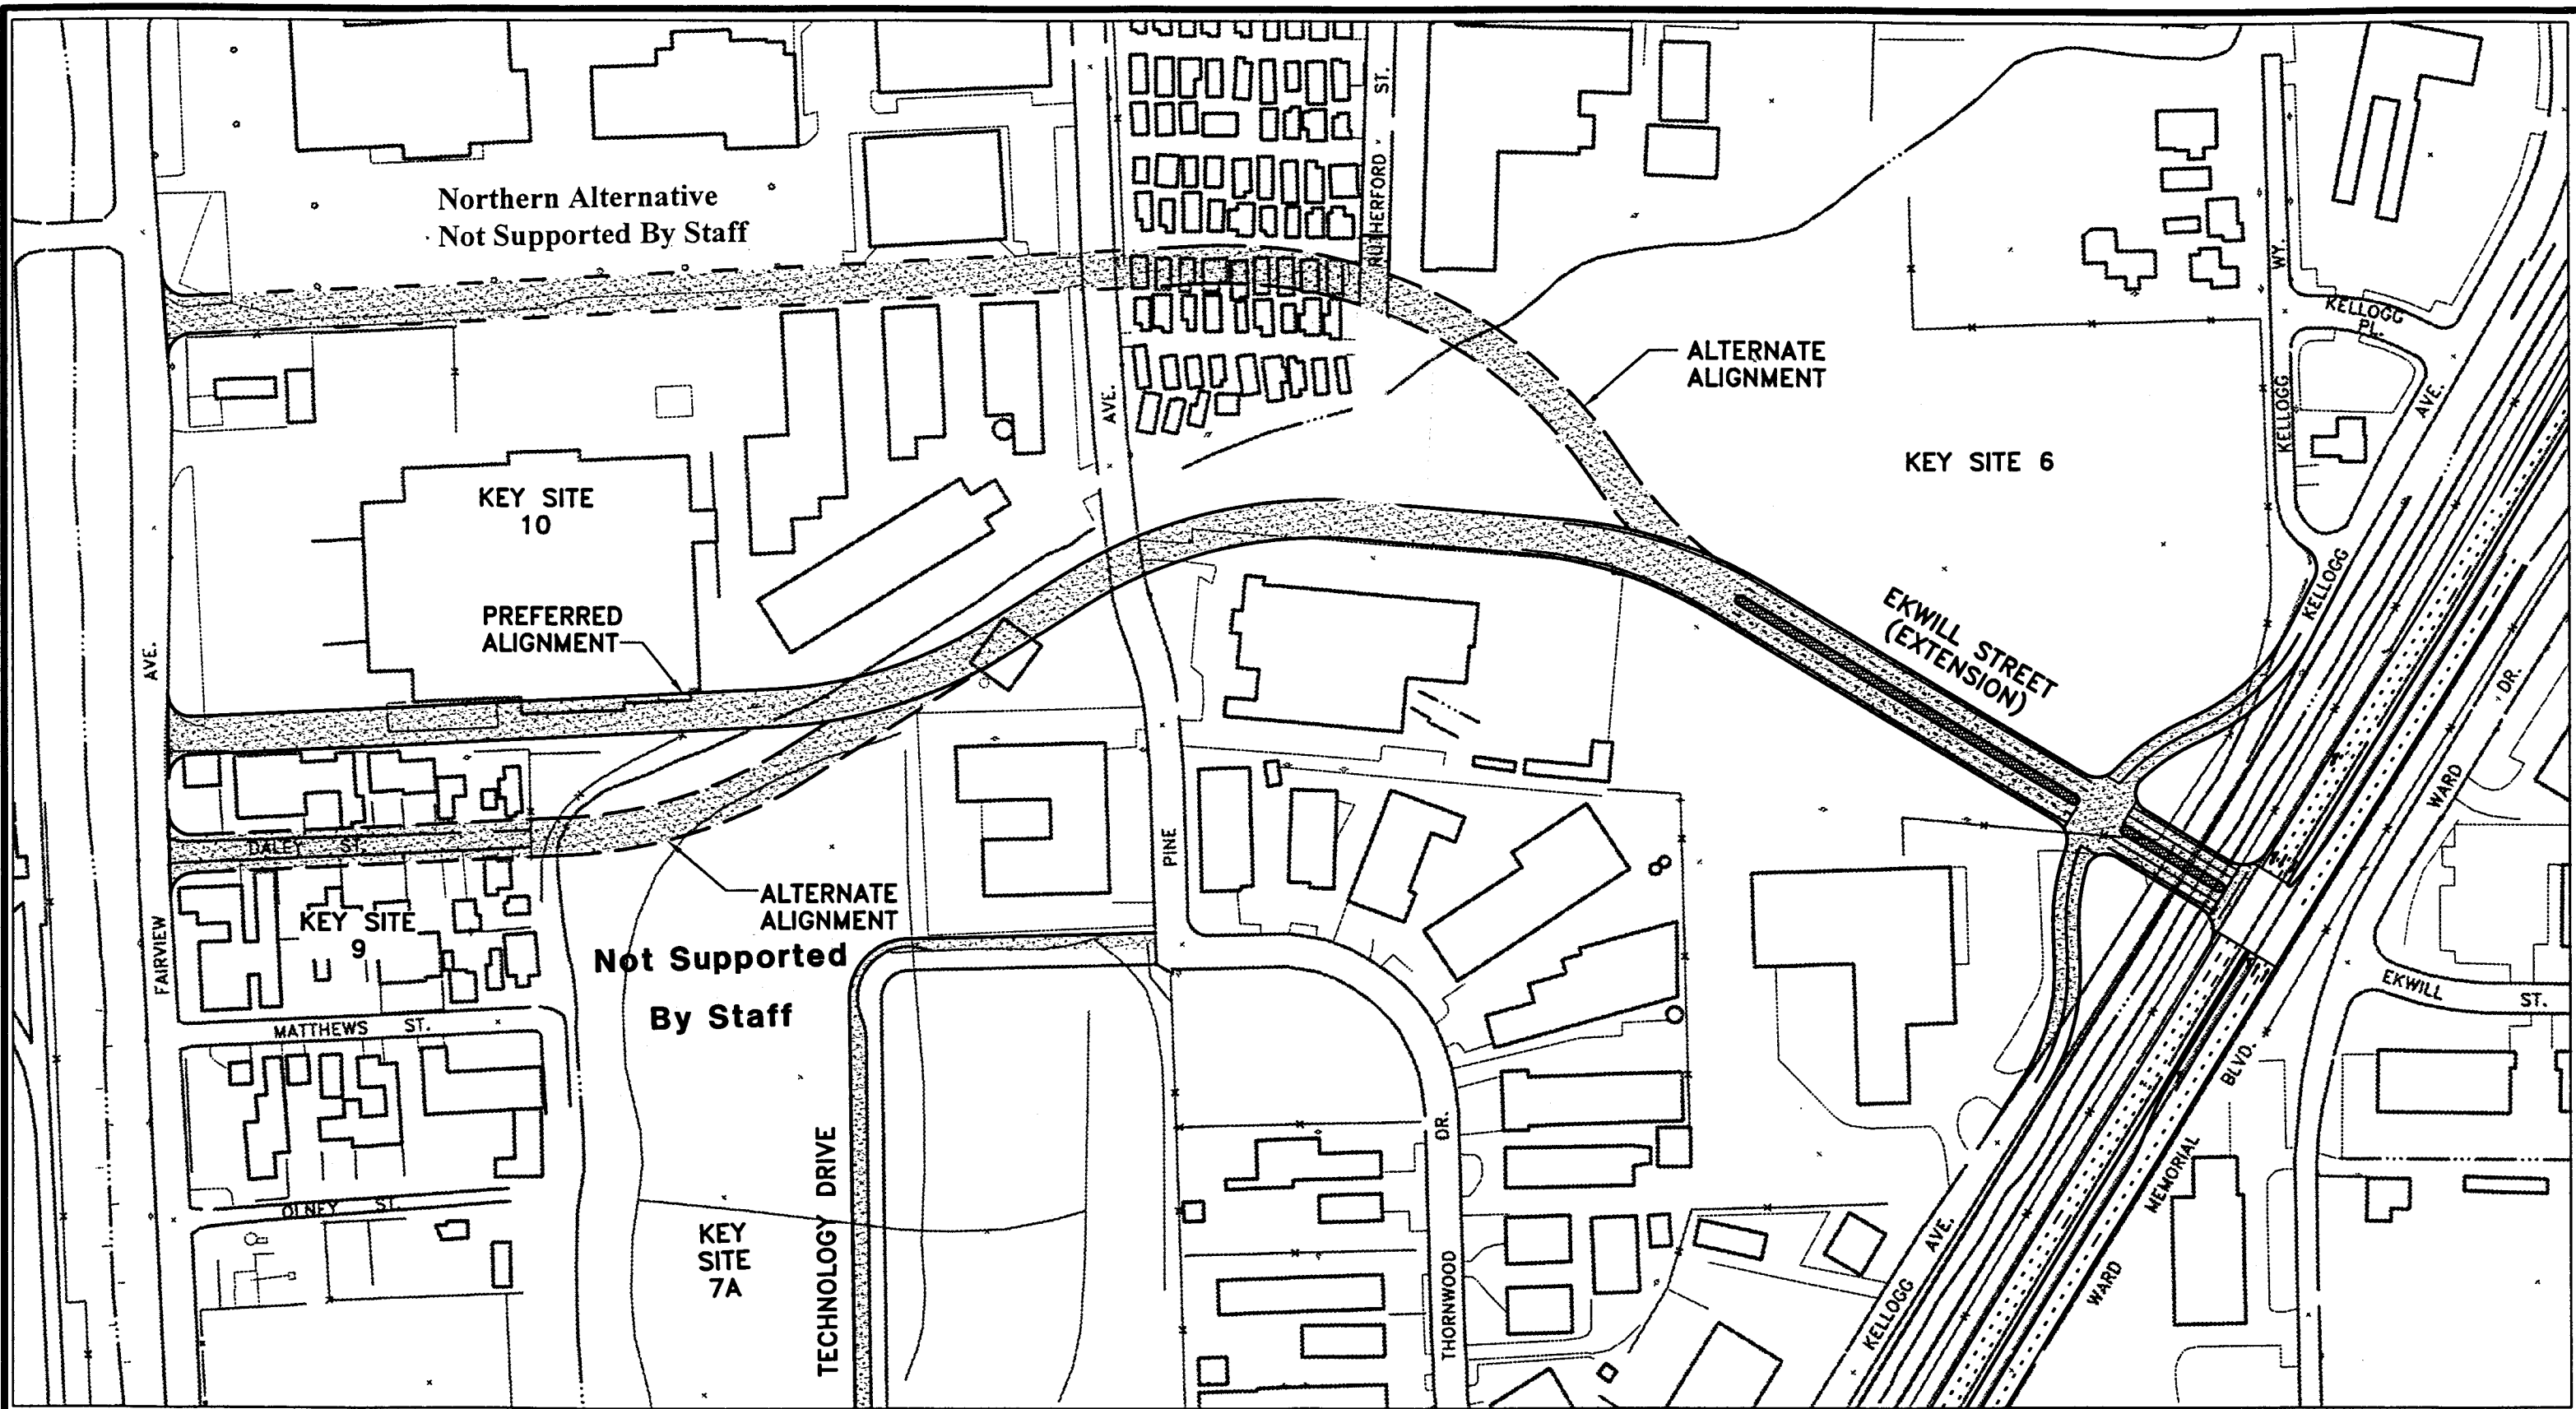 Northern Alternative
Not Supported By Staff
RUTHERFORD ST.
KELLOGG WY.
KELLOGG
PL.
ALTERNATE
ALIGNMENT
AVE.
AVE.
KEY SITE 6
KEY SITE
10
PREFERRED
ALIGNMENT
EKWILL STREET
(EXTENSION)
KELLOGG
AVE.
WARD DR.
DALEY ST.
PINE
ALTERNATE
ALIGNMENT
FAIRVIEW
KEY SITE
9
Not Supported
By Staff
EKWILL ST.
MATTHEWS ST.
BLVD.
TECHNOLOGY DRIVE
DR.
MEMORIAL
OLNEY ST.
KEY
SITE
7A
AVE.
WARD
THORNWOOD
KELLOGG